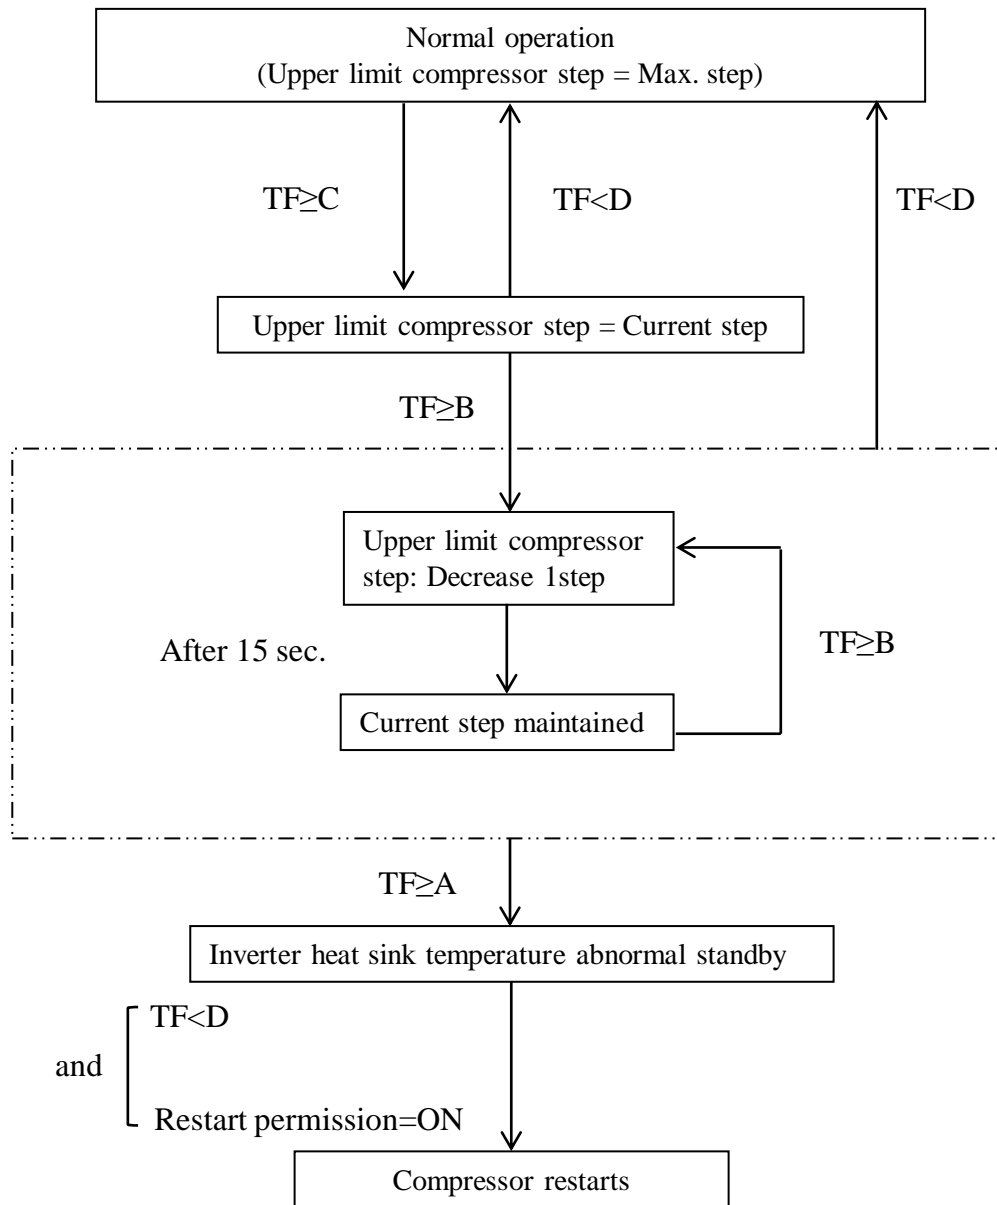 Normal operation
(Upper limit compressor step = Max. step)
TF≥C
TF<D
TF<D
Upper limit compressor step = Current step
TF≥B
Upper limit compressor
step: Decrease 1step
After 15 sec.
TF≥B
Current step maintained
TF≥A
Inverter heat sink temperature abnormal standby
TF<D
and
Restart permission=ON
Compressor restarts